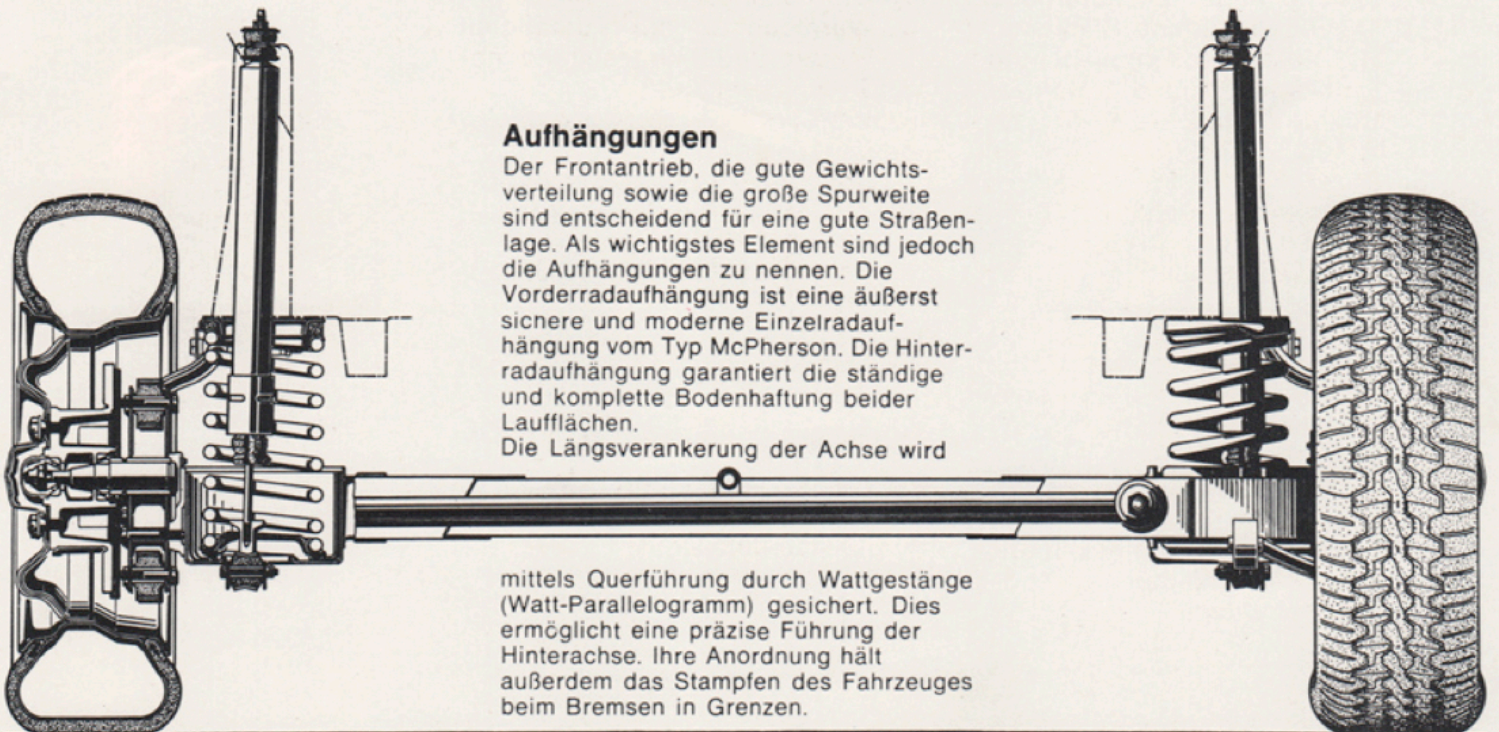 Aufhängungen
Der Frontantrieb, die gute Gewichts-
verteilung sowie die große Spurweite
sind entscheidend für eine gute Straßen-
lage. Als wichtigstes Element sind jedoch
die Aufhängungen zu nennen. Die
Vorderradaufhängung ist eine äußerst
sichere und moderne Einzelradauf-
hängung vom Typ McPherson. Die Hinter-
radaufhängung garantiert die ständige
und komplette Bodenhaftung beider
Laufflächen.
Die Längsverankerung der Achse wird
mittels Querführung durch Wattgestänge
(Watt-Parallelogramm) gesichert. Dies
ermöglicht eine präzise Führung der
Hinterachse. Ihre Anordnung hält
außerdem das Stampfen des Fahrzeuges
beim Bremsen in Grenzen.